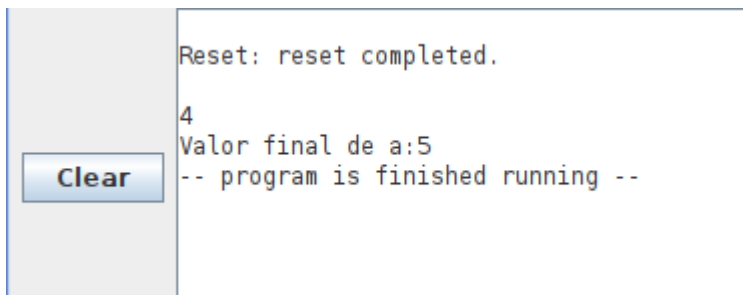 Reset: reset completed.
4
Valor final de a:5
Clear
-- program is finished running --